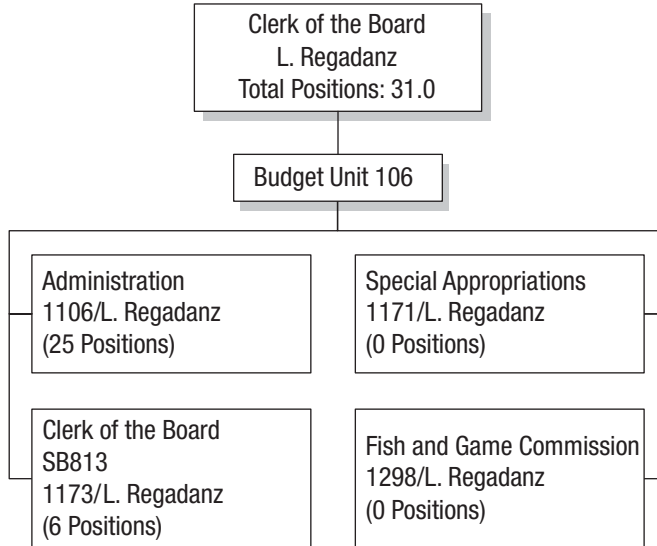 Clerk of the Board
L. Regadanz
Total Positions: 31.0
Budget Unit 106
Administration
1106/L. Regadanz
(25 Positions)
Special Appropriations
1171/L. Regadanz
(0 Positions)
Clerk of the Board
SB813
1173/L. Regadanz
(6 Positions)
Fish and Game Commission
1298/L. Regadanz
(0 Positions)